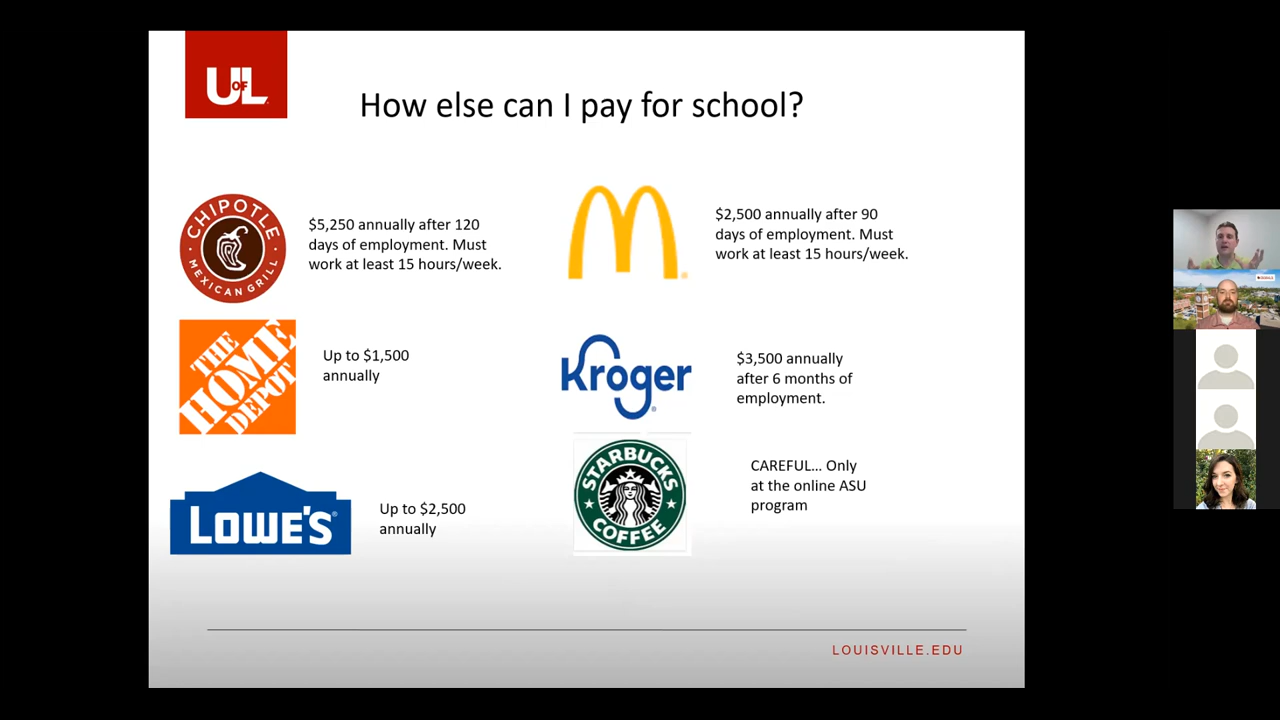 U OF L
How else can I pay for school?
CHIPOTLE
MEXICAN GRILL
$5,250 annually after 120
days of employment. Must
work at least 15 hours/week.
$2,500 annually after 90
days of employment. Must
work at least 15 hours/week.
THE
HOME
DEPOT
Up to $1,500
annually
Kroger
$3,500 annually
after 6 months of
employment.
LOWE'S
Up to $2,500
annually
STARBUCKS
COFFEE
CAREFUL... Only
at the online ASU
program
LOUISVILLE.EDU